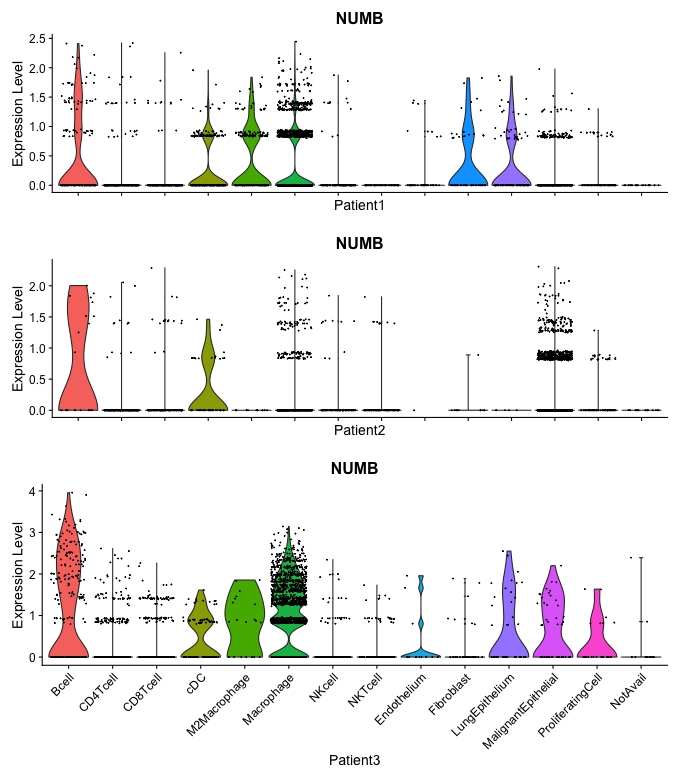 NUMB
Expression Level
2.5
2.0
1.5
1.0
0.5
0.0
Patient1
NUMB
Expression Level
2.0
1.5
1.0
0.5
0.0
Patient2
NUMB
Expression Level
4
3
2
1
0
Bcell
CD4Tcell
CD8Tcell
cDC
M2Macrophage
Macrophage
NKcell
NKTcell
Endothelium
Fibroblast
LungEpithelium
MalignantEpithelial
ProliferatingCell
NotAvail
Patient3